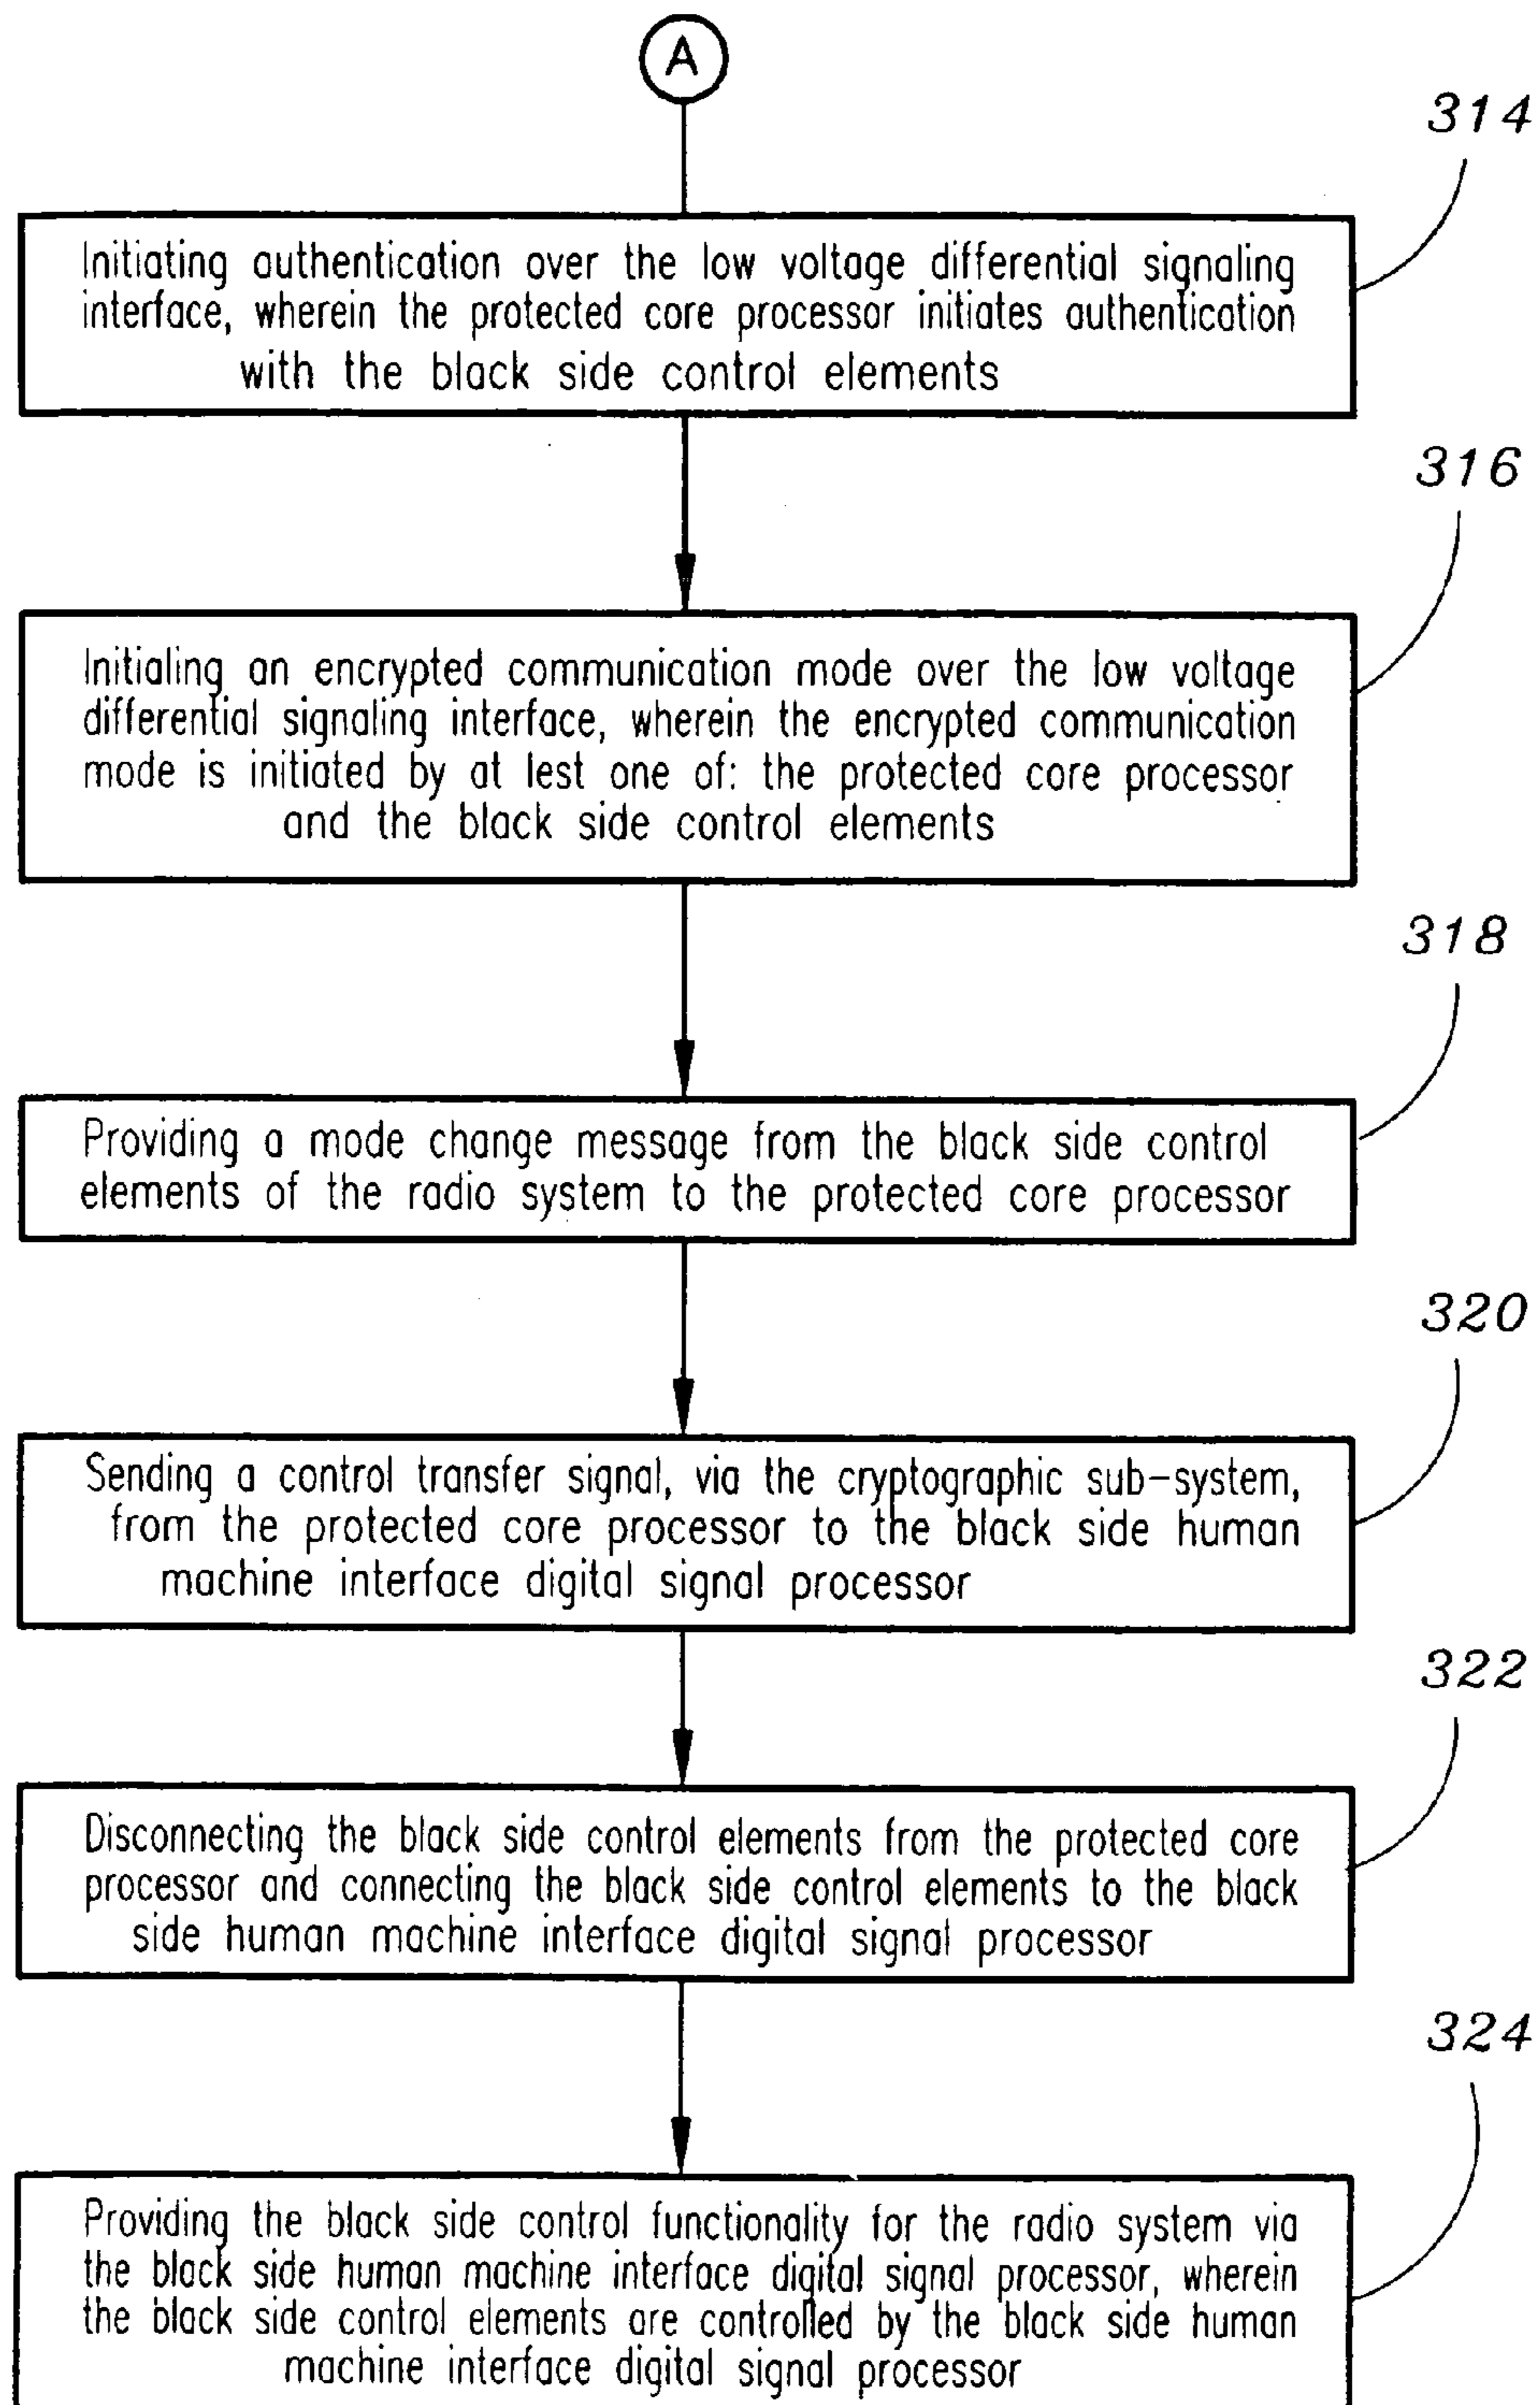 A
314
Initiating authentication over the low voltage differential signaling
interface, wherein the protected core processor initiates authentication
with the black side control elements
316
Initialing an encrypted communication mode over the low voltage
differential signaling interface, wherein the encrypted communication
mode is initiated by at lest one of: the protected core processor
and the black side control elements
318
Providing a mode change message from the black side control
elements of the radio system to the protected core processor
320
Sending a control transfer signal, via the cryptographic sub-system,
from the protected core processor to the black side human
machine interface digital signal processor
322
Disconnecting the black side control elements from the protected core
processor and connecting the black side control elements to the black
side human machine interface digital signal processor
324
Providing the black side control functionality for the radio system via
the black side human machine interface digital signal processor, wherein
the black side control elements are controlled by the black side human
machine interface digital signal processor